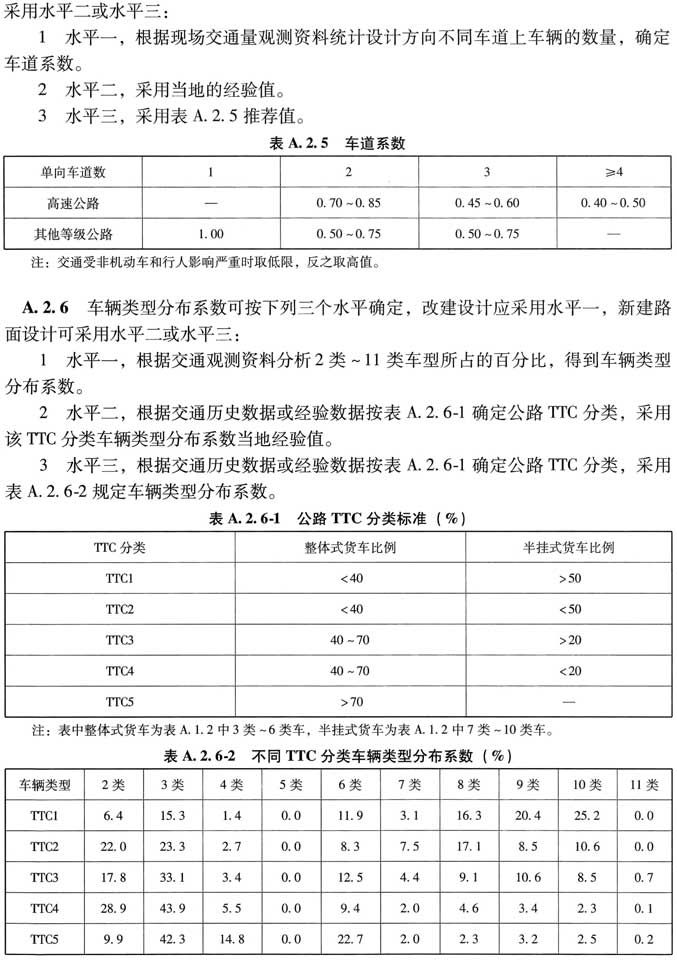 采用水平二或水平三：
1 水平一，根据现场交通量观测资料统计设计方向不同车道上车辆的数量，确定
车道系数。
2 水平二，采用当地的经验值。
3 水平三，采用表 A.2.5 推荐值。
表 A.2.5 车道系数
单向车道数 1 2 3 ≥4
高速公路 — 0.70~0.85 0.45~0.60 0.40~0.50
其他等级公路 1.00 0.50~0.75 0.50~0.75 —
注：交通受非机动车和行人影响严重时取低限，反之取高值。
A.2.6 车辆类型分布系数可按下列三个水平确定，改建设计应采用水平一，新建路
面设计可采用水平二或水平三：
1 水平一，根据交通观测资料分析 2 类~11 类车型所占的百分比，得到车辆类型
分布系数。
2 水平二，根据交通历史数据或经验数据按表 A.2.6-1 确定公路 TTC 分类，采用
该 TTC 分类车辆类型分布系数当地经验值。
3 水平三，根据交通历史数据或经验数据按表 A.2.6-1 确定公路 TTC 分类，采用
表 A.2.6-2 规定车辆类型分布系数。
表 A.2.6-1 公路 TTC 分类标准（%）
TTC 分类 整体式货车比例 半挂式货车比例
TTC1 <40 >50
TTC2 <40 <50
TTC3 40~70 >20
TTC4 40~70 <20
TTC5 >70 —
注：表中整体式货车为表 A.1.2 中 3 类~6 类车，半挂式货车为表 A.1.2 中 7 类~10 类车。
表 A.2.6-2 不同 TTC 分类车辆类型分布系数（%）
车辆类型 2 类 3 类 4 类 5 类 6 类 7 类 8 类 9 类 10 类 11 类
TTC1 6.4 15.3 1.4 0.0 11.9 3.1 16.3 20.4 25.2 0.0
TTC2 22.0 23.3 2.7 0.0 8.3 7.5 17.1 8.5 10.6 0.0
TTC3 17.8 33.1 3.4 0.0 12.5 4.4 9.1 10.6 8.5 0.7
TTC4 28.9 43.9 5.5 0.0 9.4 2.0 4.6 3.4 2.3 0.1
TTC5 9.9 42.3 14.8 0.0 22.7 2.0 2.3 3.2 2.5 0.2